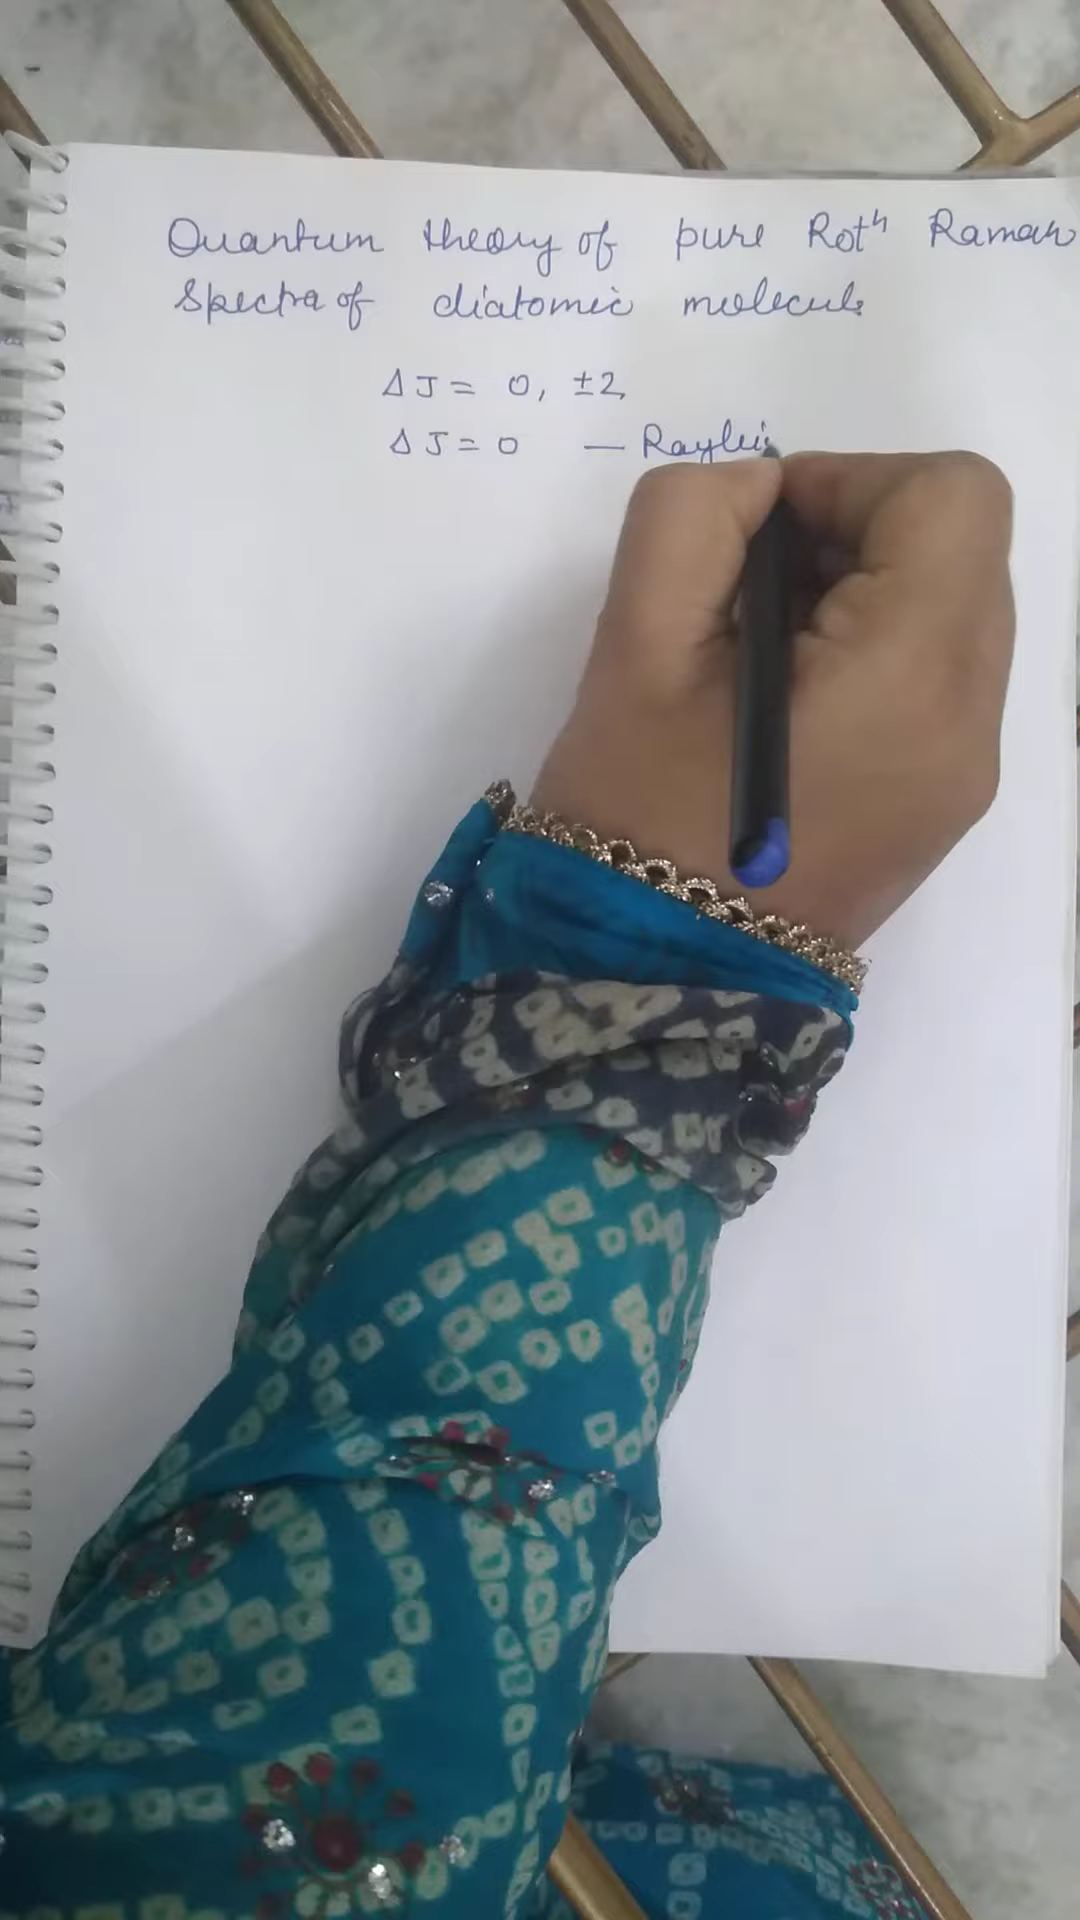 Quantum theory of pure Rotⁿ Raman
Spectra of diatomic molecule
ΔJ = 0, ±2,
ΔJ = 0 — Raylei